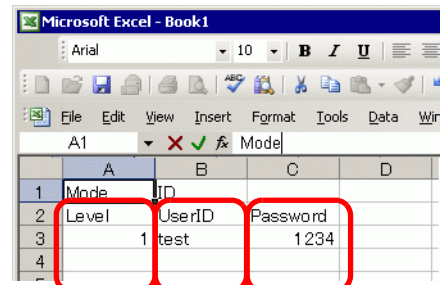 Microsoft Excel - Book1
Arial 10 B I U
ABC
File Edit View Insert Format Tools Data Win
A1 fx Mode
A B C D
1 Mode ID
2 Level UserID Password
3 1 test 1234
4